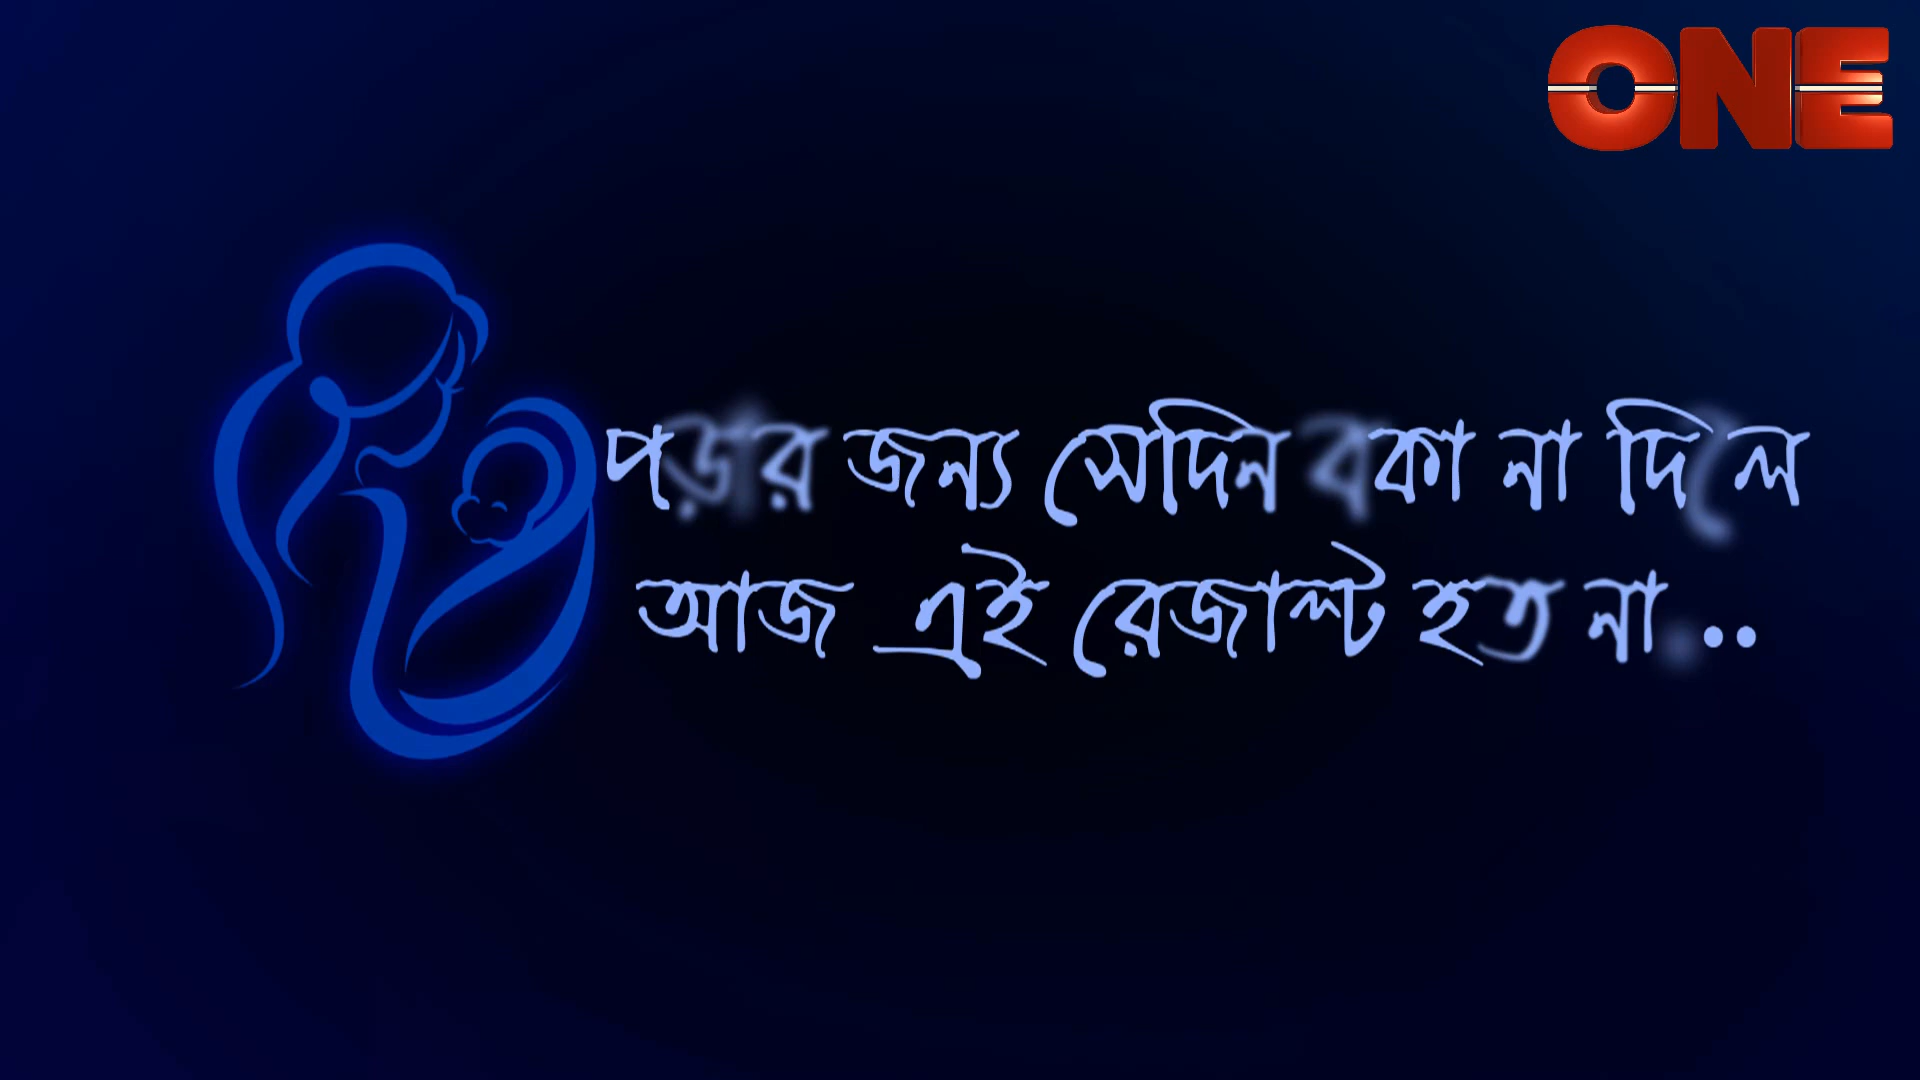 ONE
পড়ার জন্য সেদিন বকা না দিলে
আজ এই রেজাল্ট হত না...